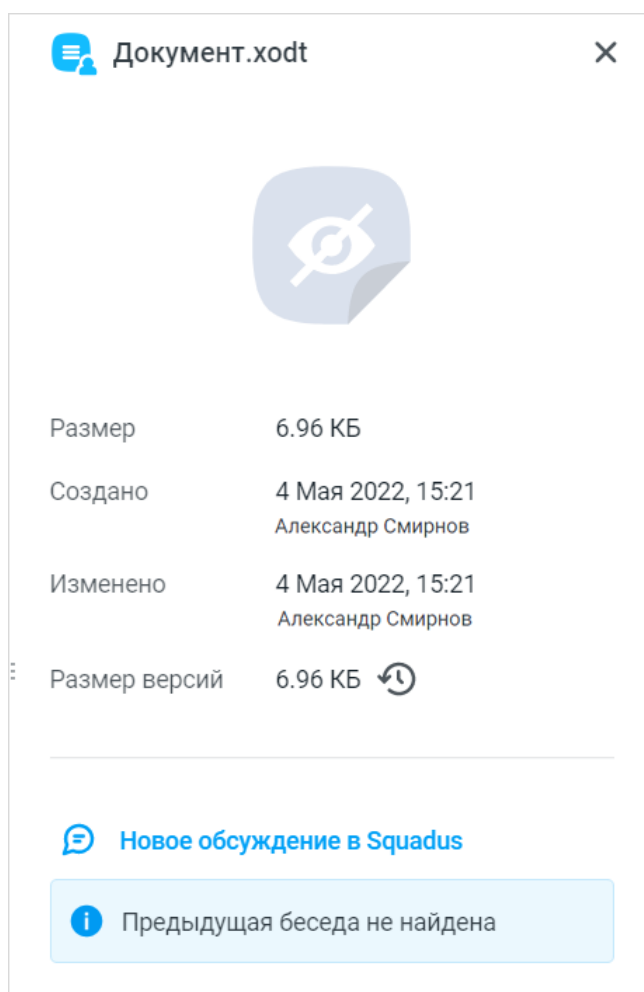 Документ.xodt
Размер 6.96 КБ
Создано 4 Мая 2022, 15:21
Александр Смирнов
Изменено 4 Мая 2022, 15:21
Александр Смирнов
Размер версий 6.96 КБ
Новое обсуждение в Squadus
Предыдущая беседа не найдена